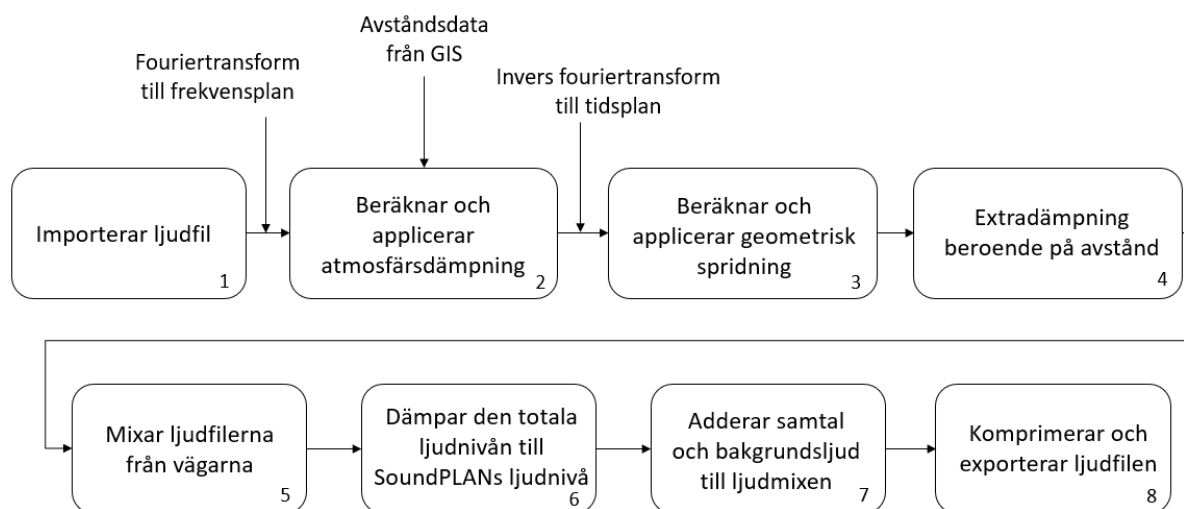 Fouriertransform
till frekvensplan
Avståndsdata
från GIS
Invers fouriertransform
till tidsplan
Importerar ljudfil
1
Beräknar och
applicerar
atmosfärsdämpning
2
Beräknar och
applicerar geometrisk
spridning
3
Extradämpning
beroende på avstånd
4
Mixar ljudfilerna
från vägarna
5
Dämpar den totala
ljudnivån till
SoundPLANs ljudnivå
6
Adderar samtal
och bakgrundsljud
till ljudmixen
7
Komprimerar och
exporterar ljudfilen
8